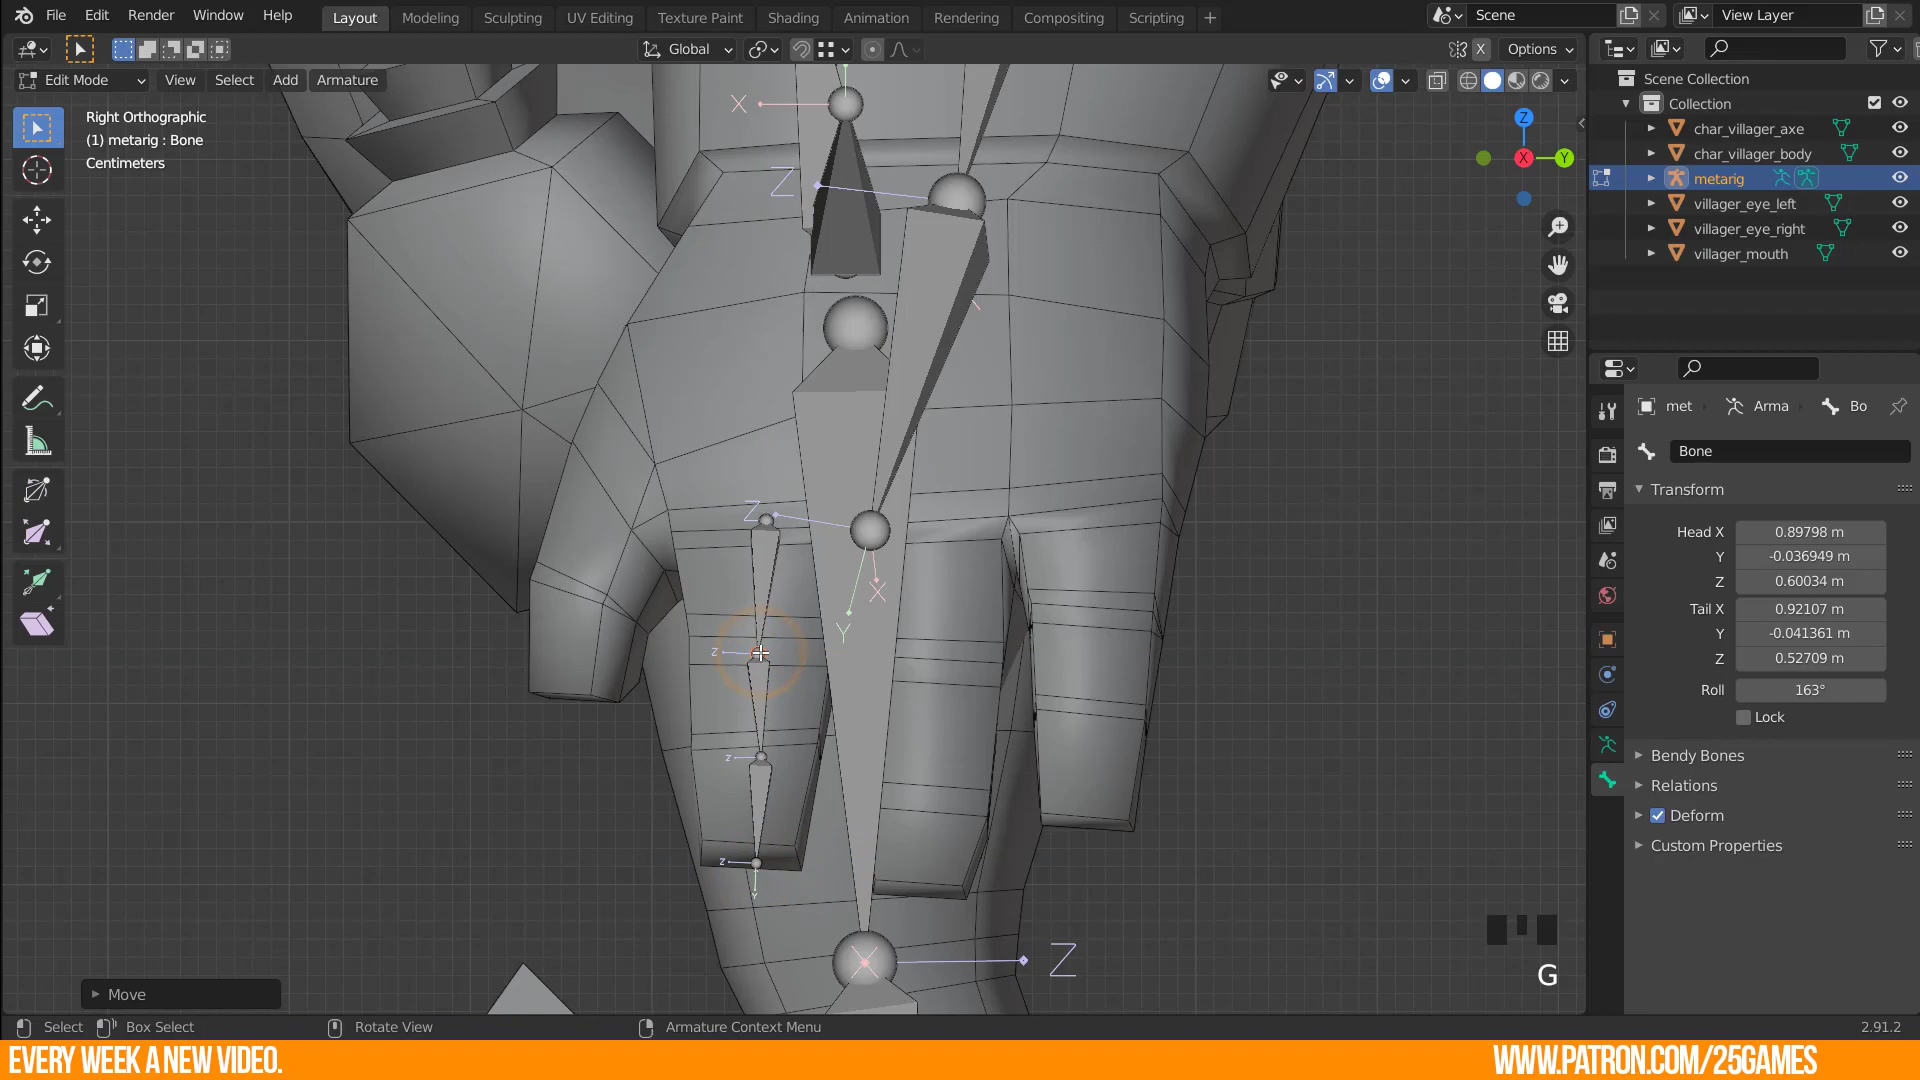 File Edit Render Window Help
Layout Modeling Sculpting UV Editing Texture Paint Shading Animation Rendering Compositing Scripting +
Scene
View Layer
Global
X
Options
Edit Mode View Select Add Armature
Right Orthographic
(1) metarig : Bone
Centimeters
X
Z
Z
X
Z
X
Y
z
z
z
Y
Z
Z
X
Y
Scene Collection
Collection
char_villager_axe
char_villager_body
metarig
villager_eye_left
villager_eye_right
villager_mouth
met Arma Bo
Bone
Transform
Head X 0.89798 m
Y -0.036949 m
Z 0.60034 m
Tail X 0.92107 m
Y -0.041361 m
Z 0.52709 m
Roll 163°
Lock
Bendy Bones
Relations
Deform
Custom Properties
G
Move
Select Box Select Rotate View Armature Context Menu 2.91.2
EVERY WEEK A NEW VIDEO. WWW.PATRON.COM/25GAMES